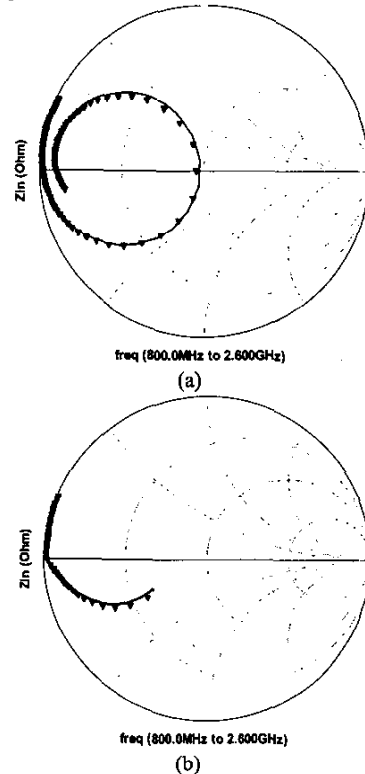 Zin (Ohm)
freq (800.0MHz to 2.600GHz)
(a)
Zin (Ohm)
freq (800.0MHz to 2.600GHz)
(b)